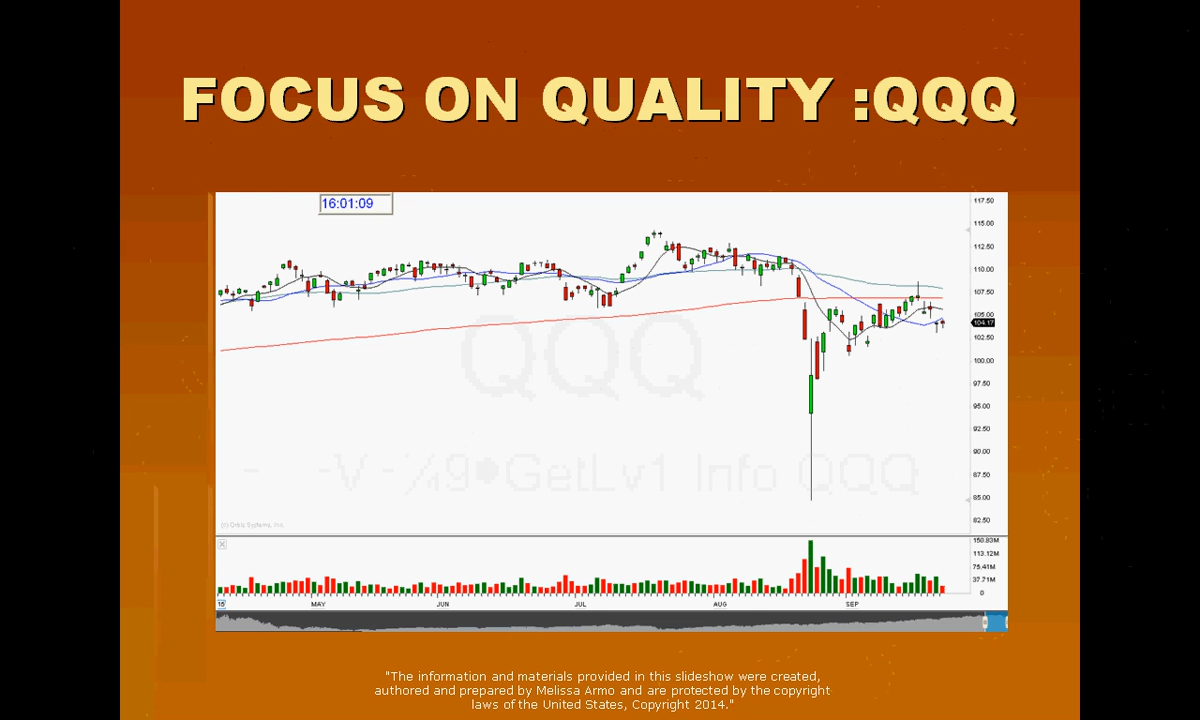 FOCUS ON QUALITY :QQQ
16:01:09
117.50
115.00
112.50
110.00
107.50
105.00
104.17
102.50
100.00
97.50
95.00
92.50
90.00
87.50
85.00
82.50
QQQ
GetLv1 Info QQQ
(c) Orbix Systems, Inc.
150.83M
113.12M
75.41M
37.71M
0
15 MAY JUN JUL AUG SEP
"The information and materials provided in this slideshow were created,
authored and prepared by Melissa Armo and are protected by the copyright
laws of the United States, Copyright 2014."